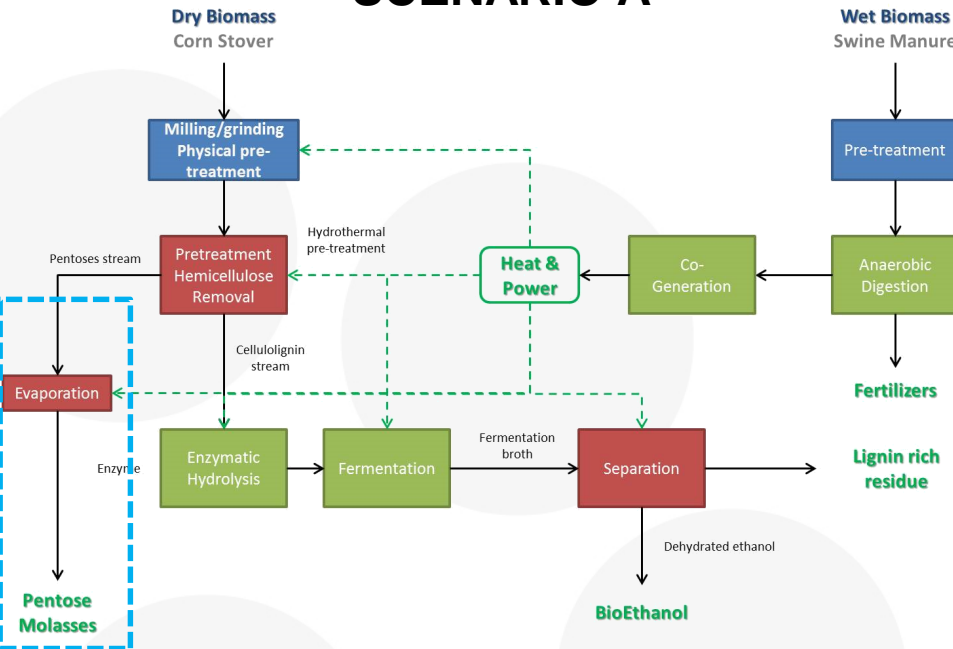 SCENARIO A
Dry Biomass
Corn Stover
Wet Biomass
Swine Manure
Milling/grinding
Physical pre-
treatment
Pre-treatment
Hydrothermal
pre-treatment
Pentoses stream
Pretreatment
Hemicellulose
Removal
Heat &
Power
Co-
Generation
Anaerobic
Digestion
Cellulolignin
stream
Evaporation
Fertilizers
Enzyme
Enzymatic
Hydrolysis
Fermentation
Fermentation
broth
Separation
Lignin rich
residue
Dehydrated ethanol
Pentose
Molasses
BioEthanol